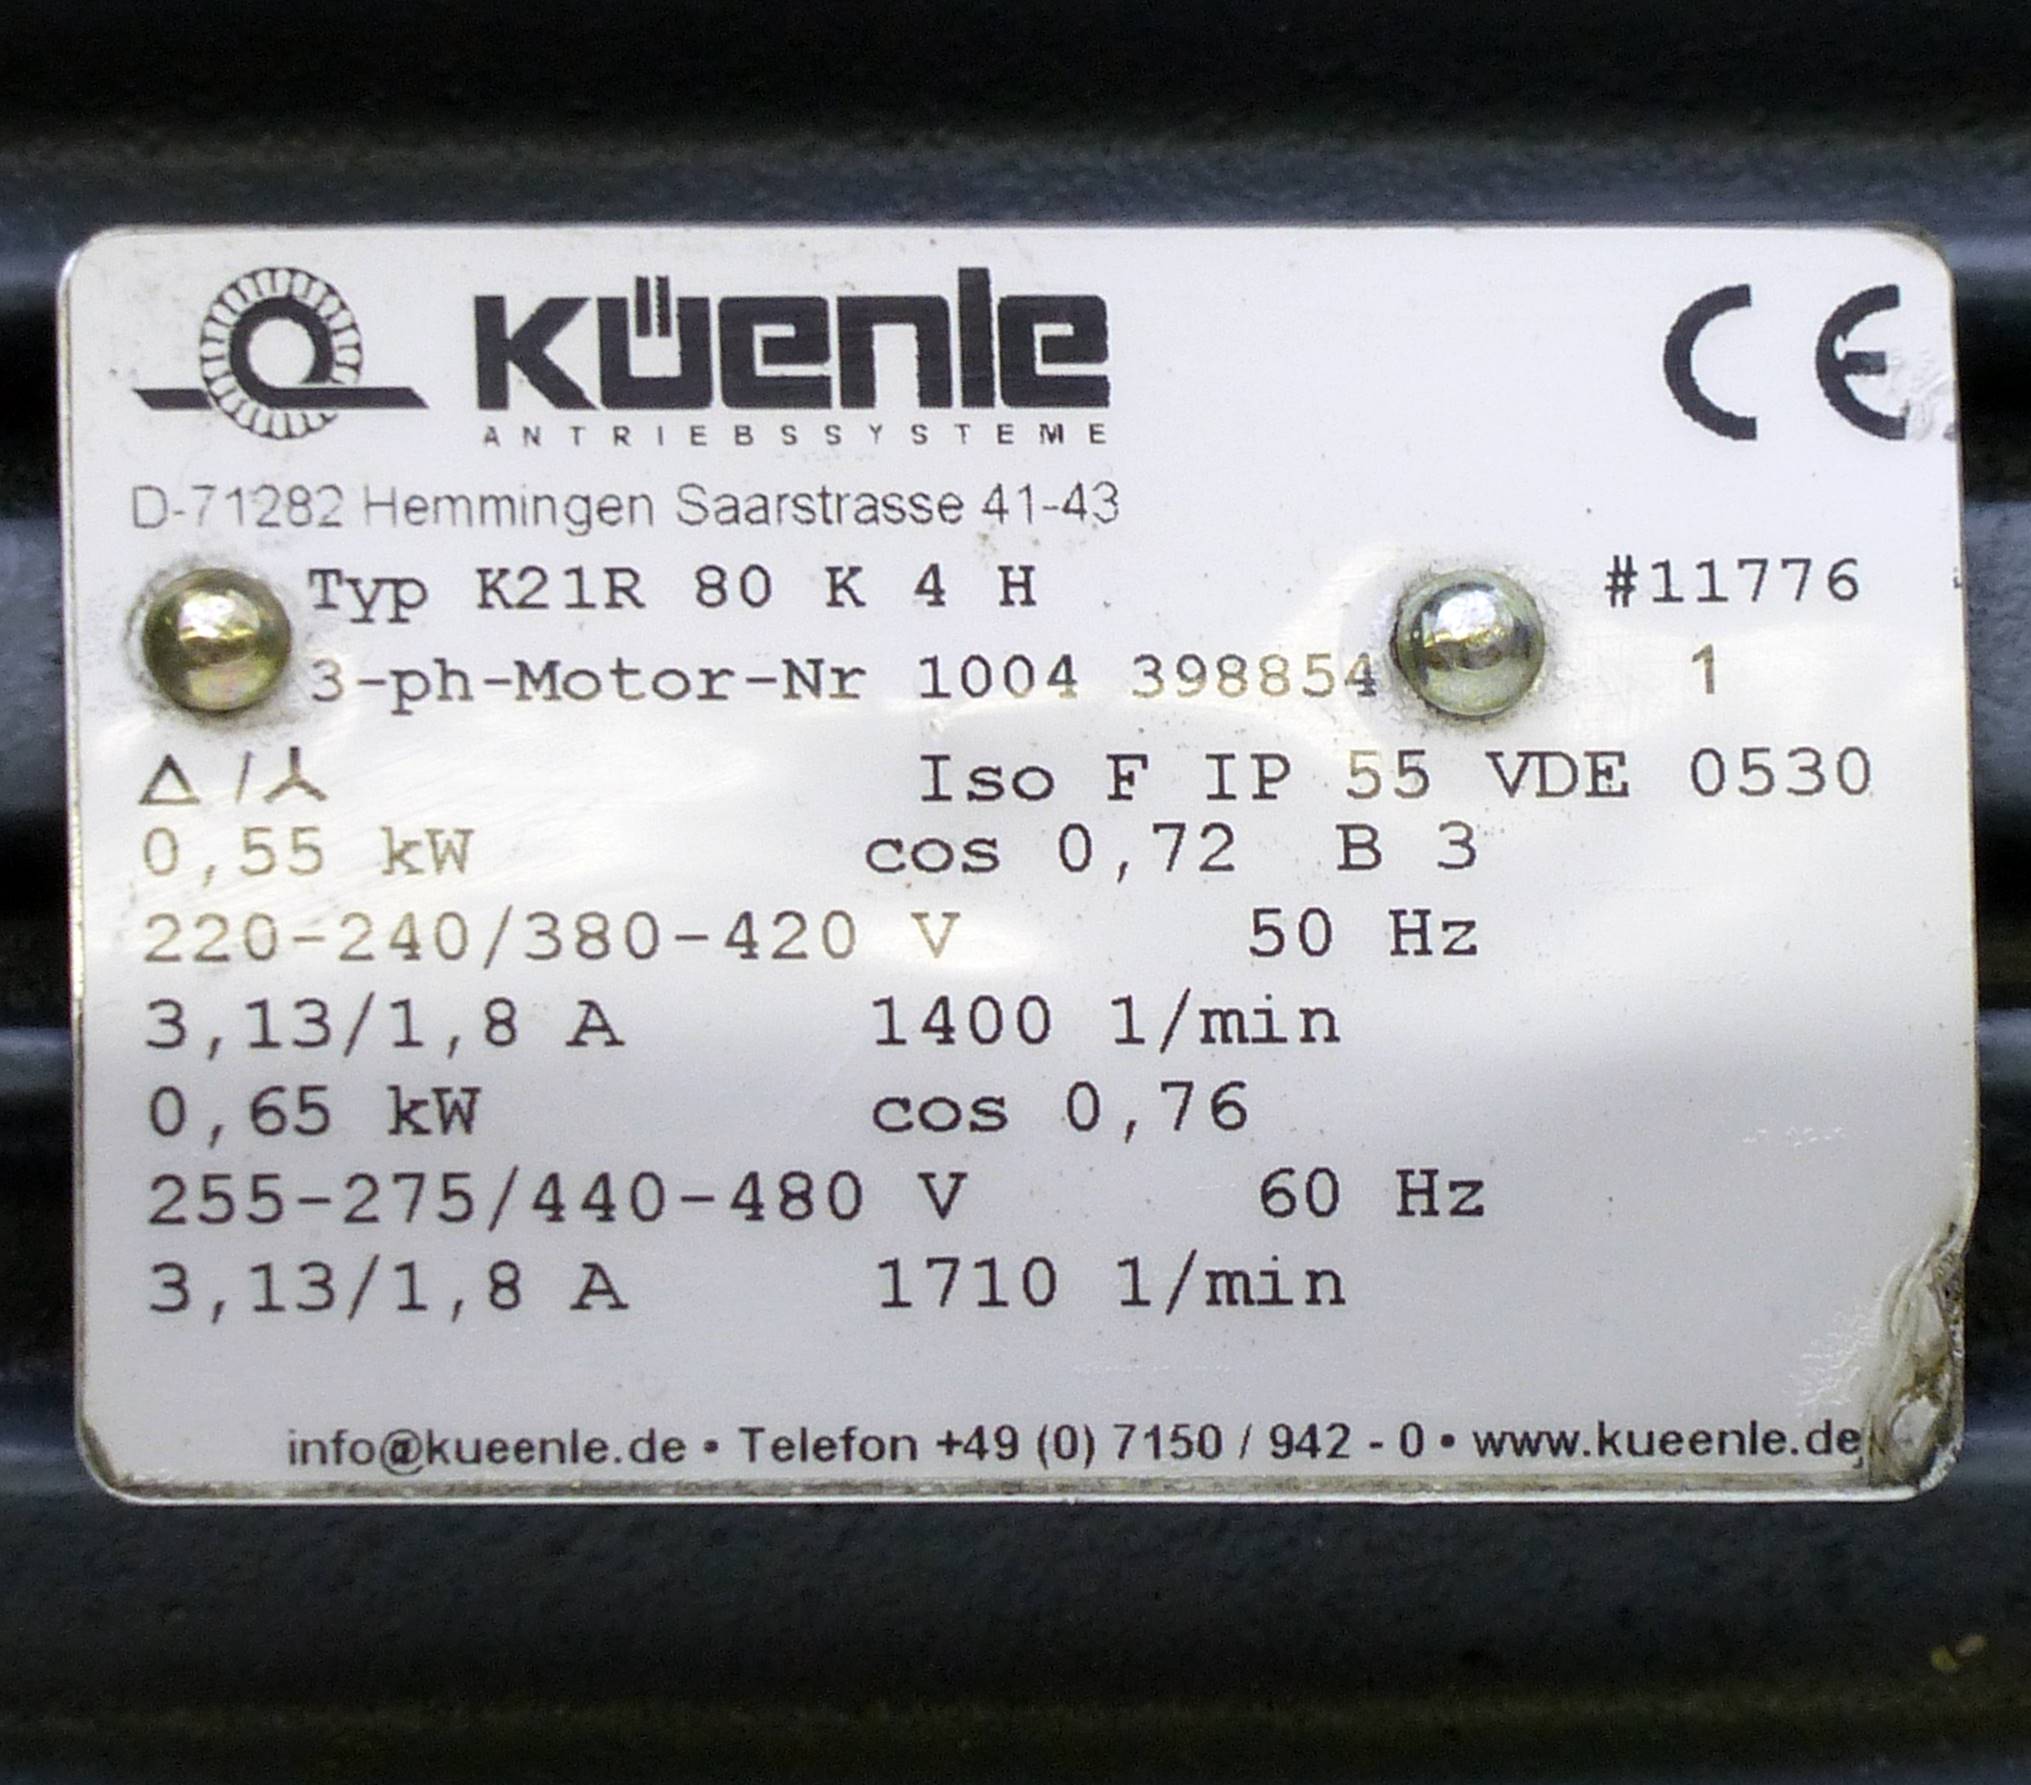 Küenle CE
ANTRIEBSSYSTEME
D-71282 Hemmingen Saarstrasse 41-43
Typ K21R 80 K 4 H #11776
3-ph-Motor-Nr 1004 398854 1
Δ/⅄ Iso F IP 55 VDE 0530
0,55 kW cos 0,72 B 3
220-240/380-420 V 50 Hz
3,13/1,8 A 1400 1/min
0,65 kW cos 0,76
255-275/440-480 V 60 Hz
3,13/1,8 A 1710 1/min
info@kueenle.de • Telefon +49 (0) 7150 / 942 - 0 • www.kueenle.de